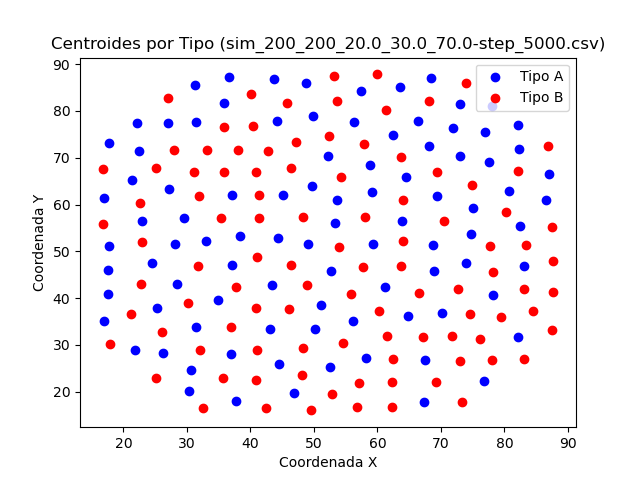 Centroides por Tipo (sim_200_200_20.0_30.0_70.0-step_5000.csv)
Tipo A
Tipo B
90
80
70
60
50
40
30
20
Coordenada Y
20 30 40 50 60 70 80 90
Coordenada X